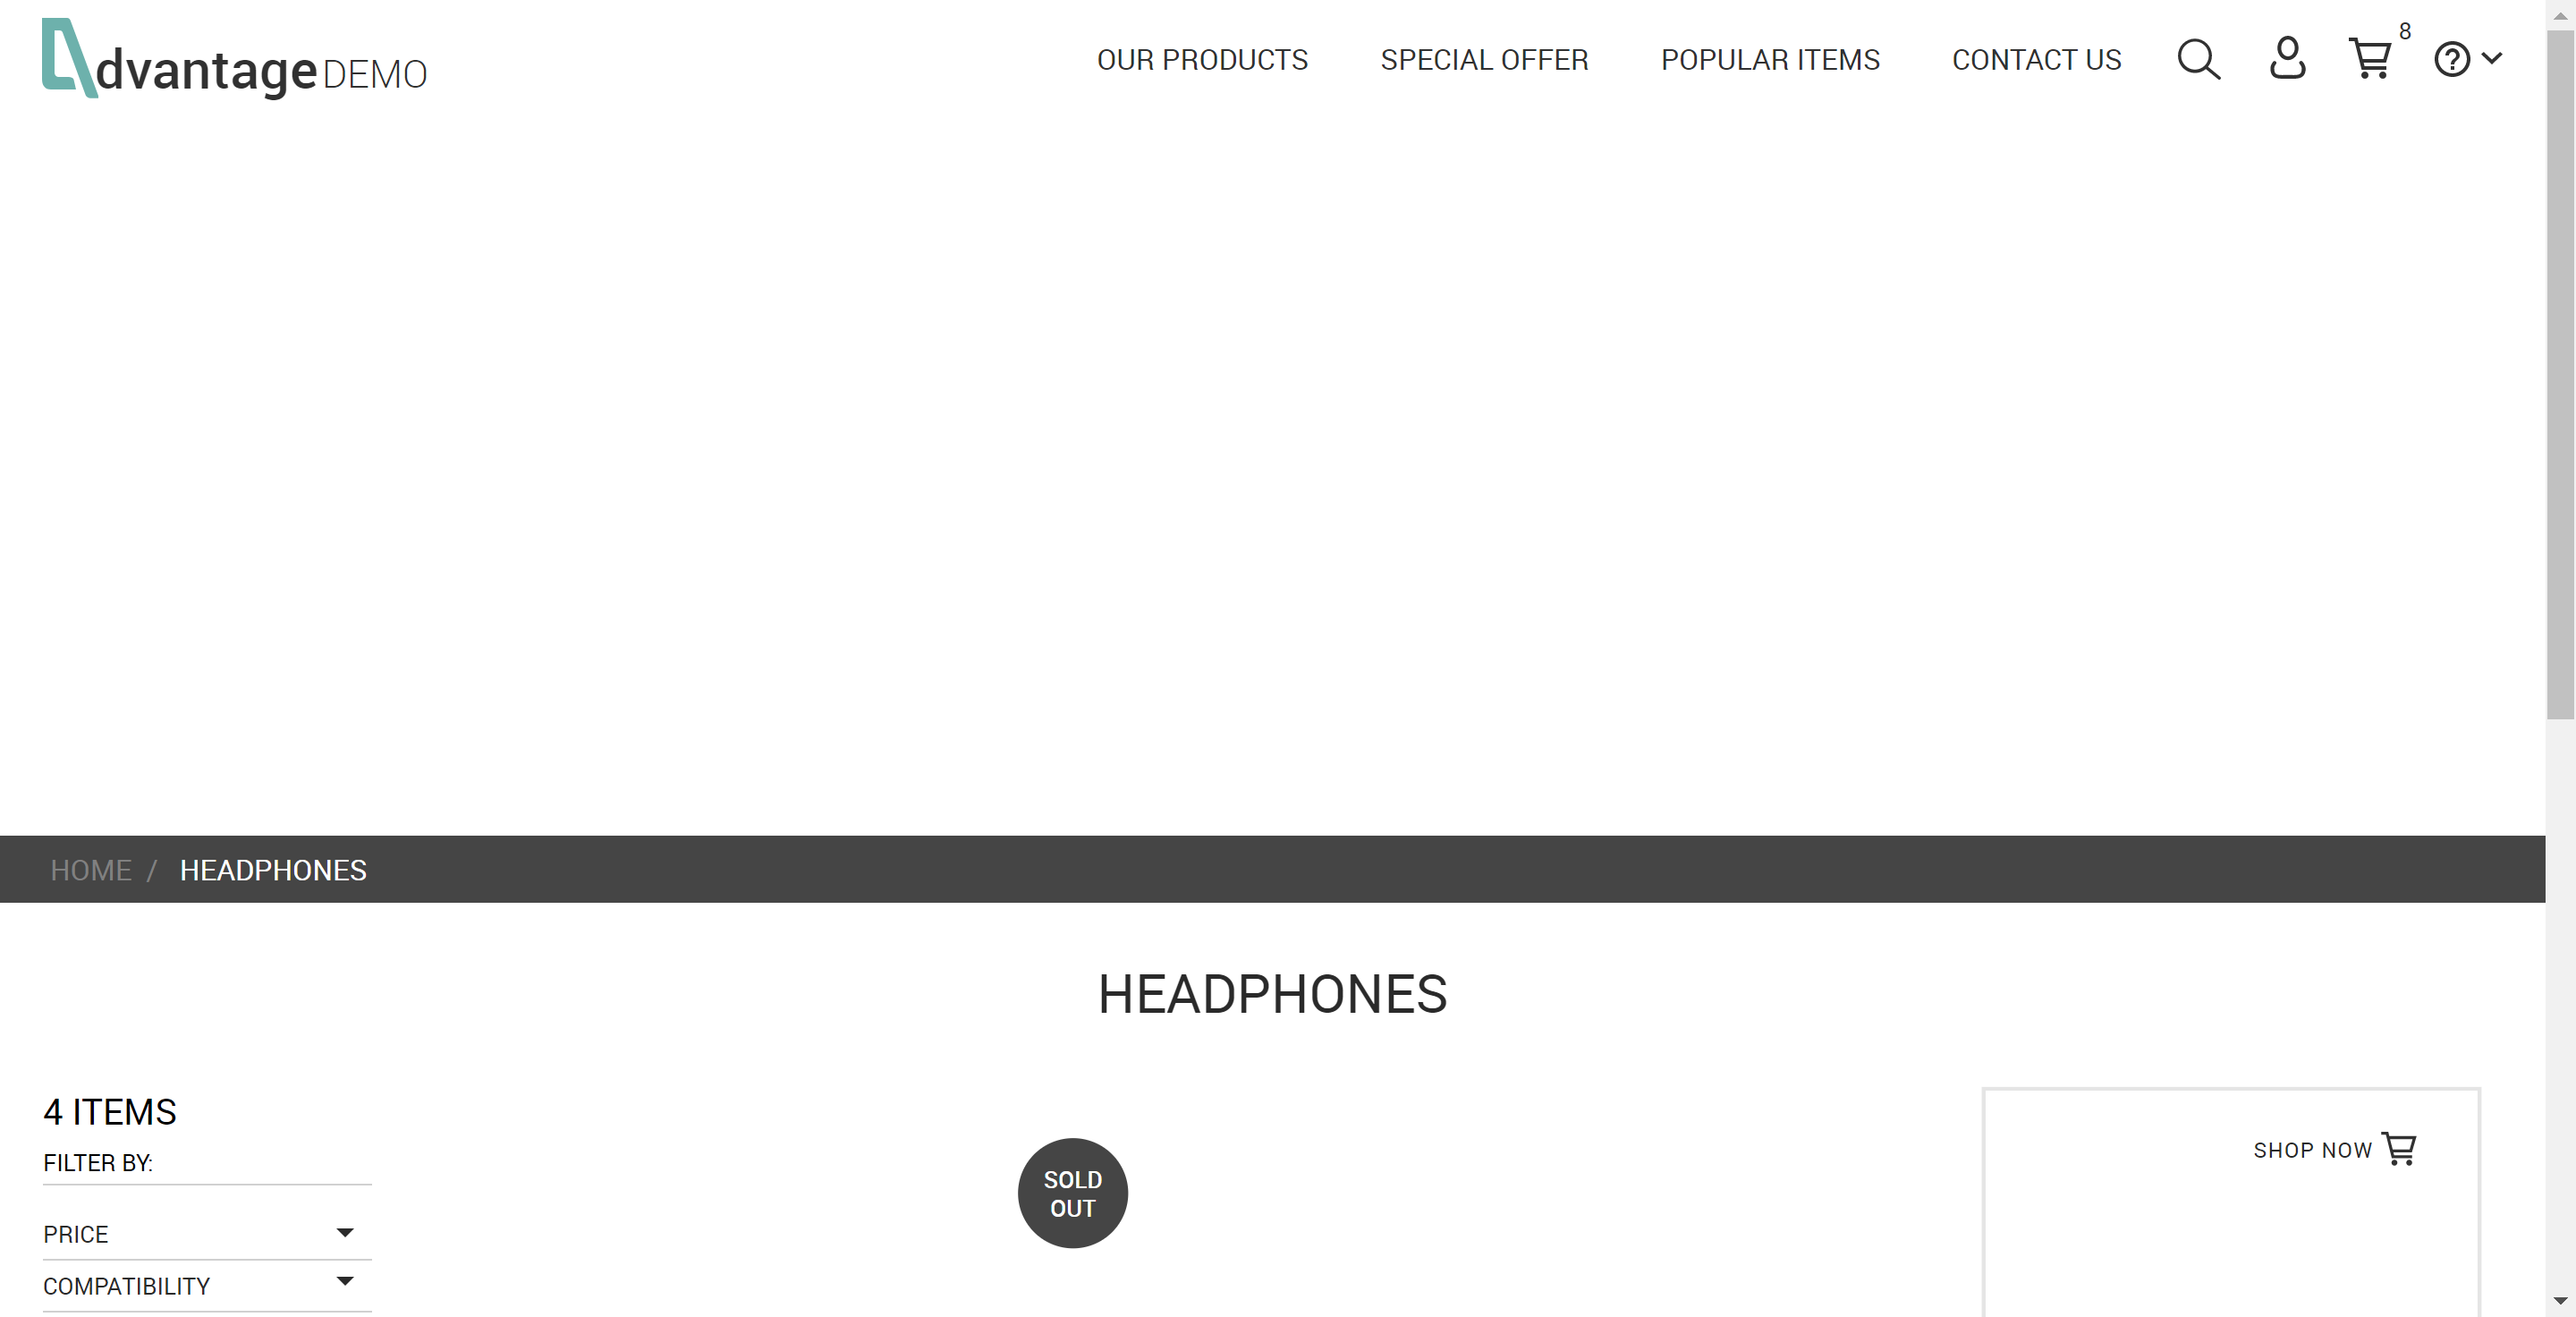 dvantage DEMO
OUR PRODUCTS SPECIAL OFFER POPULAR ITEMS CONTACT US 8
HOME / HEADPHONES
HEADPHONES
4 ITEMS
FILTER BY:
PRICE
COMPATIBILITY
SOLD
OUT
SHOP NOW